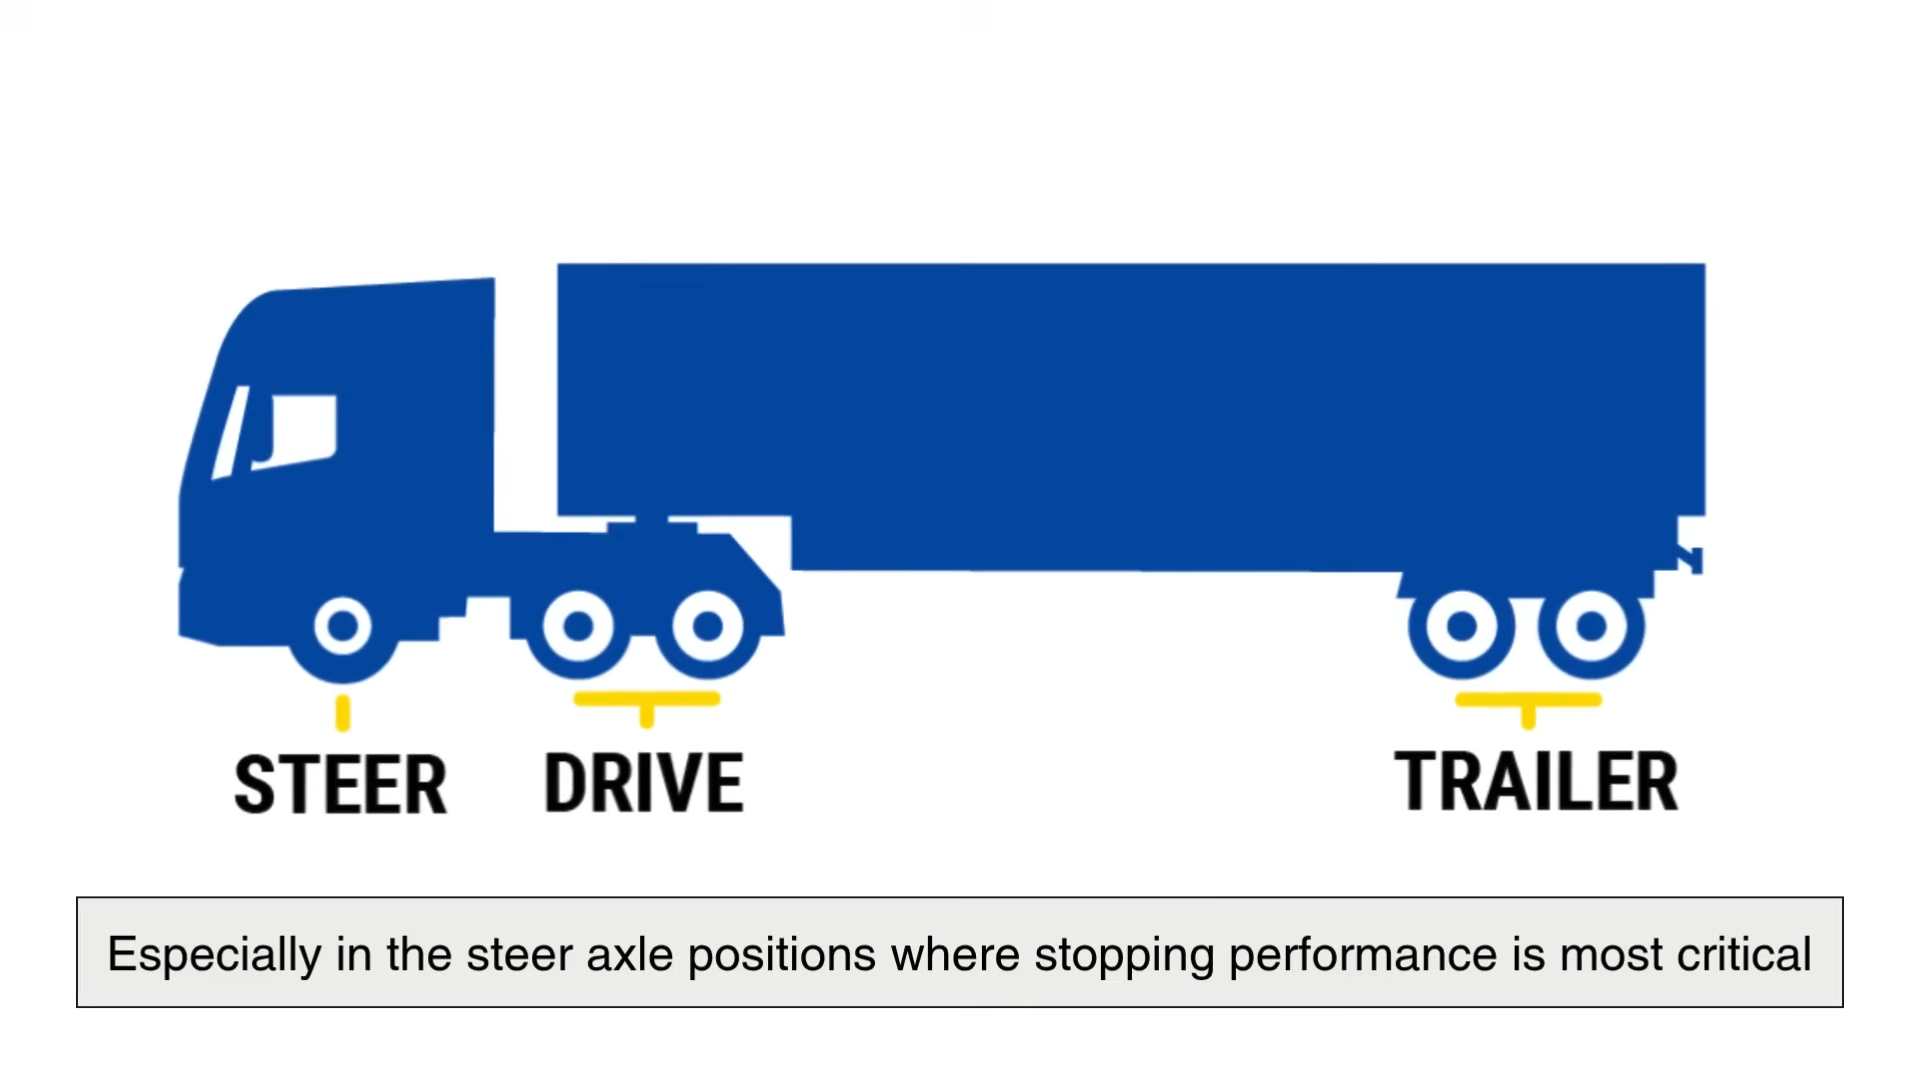 STEER DRIVE TRAILER
Especially in the steer axle positions where stopping performance is most critical